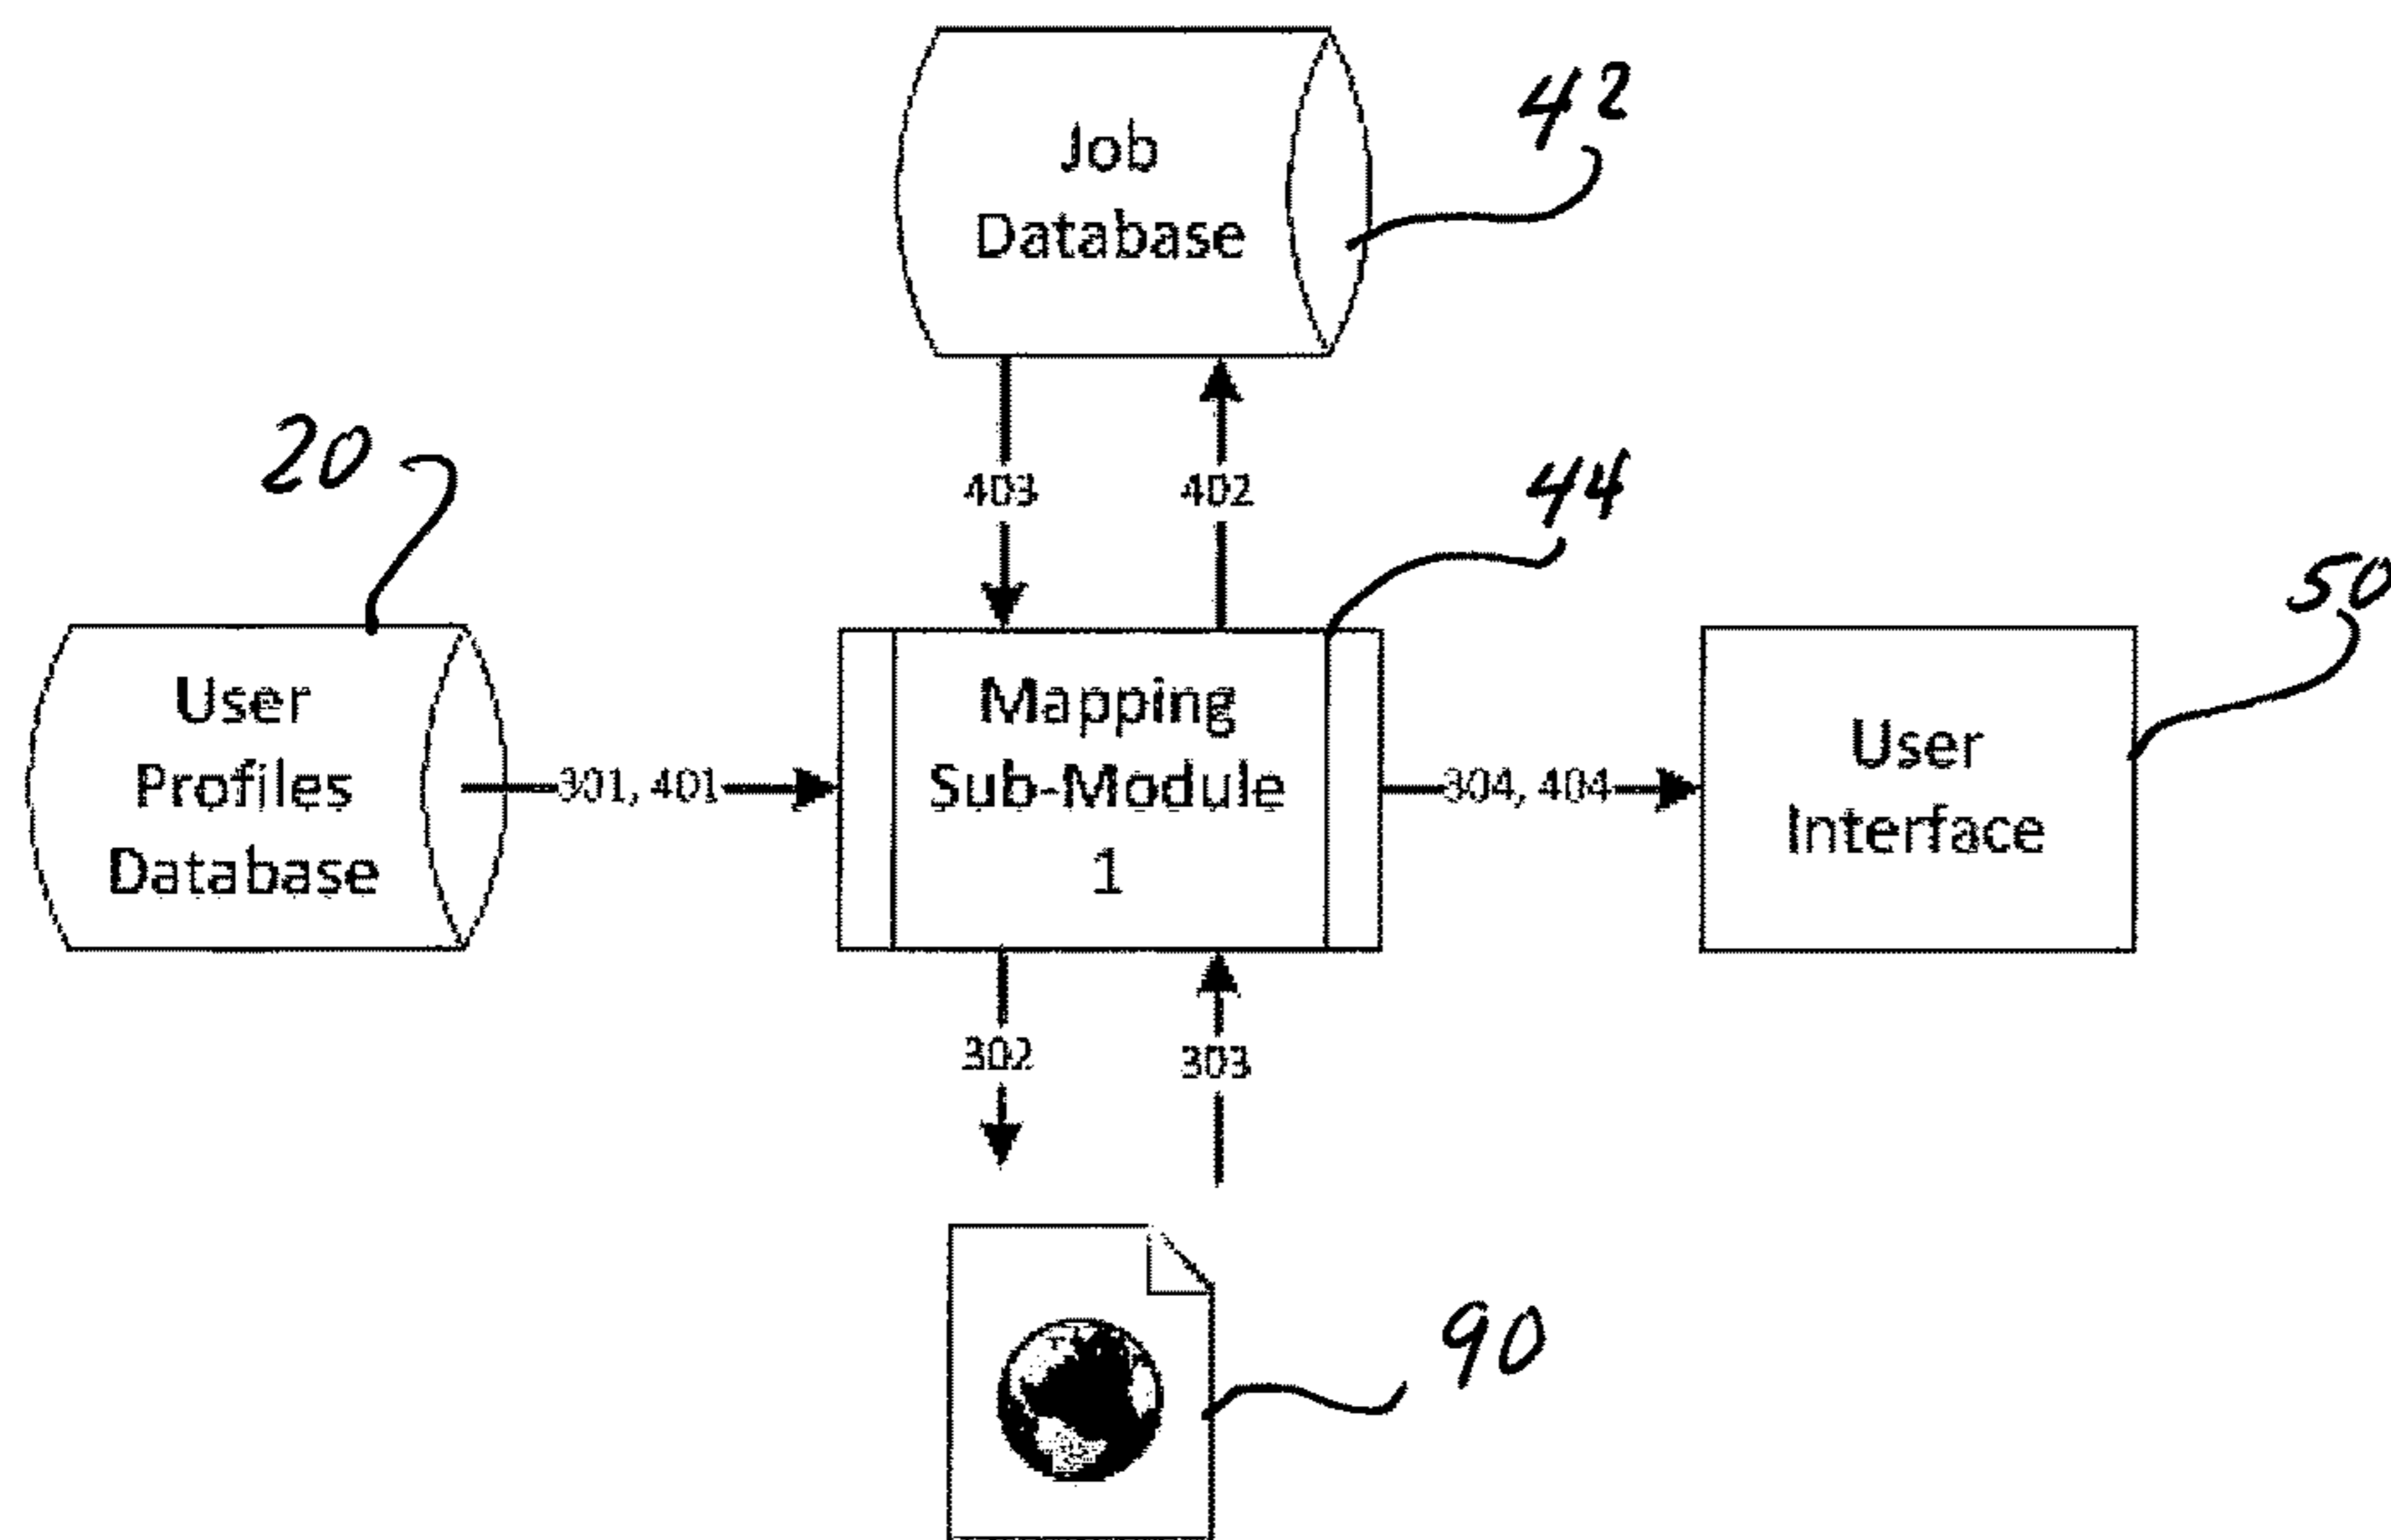 42
Job
Database
403
402
20
44
50
User
Profiles
Database
301, 401
Mapping
Sub-Module
1
304, 404
User
Interface
302
303
90